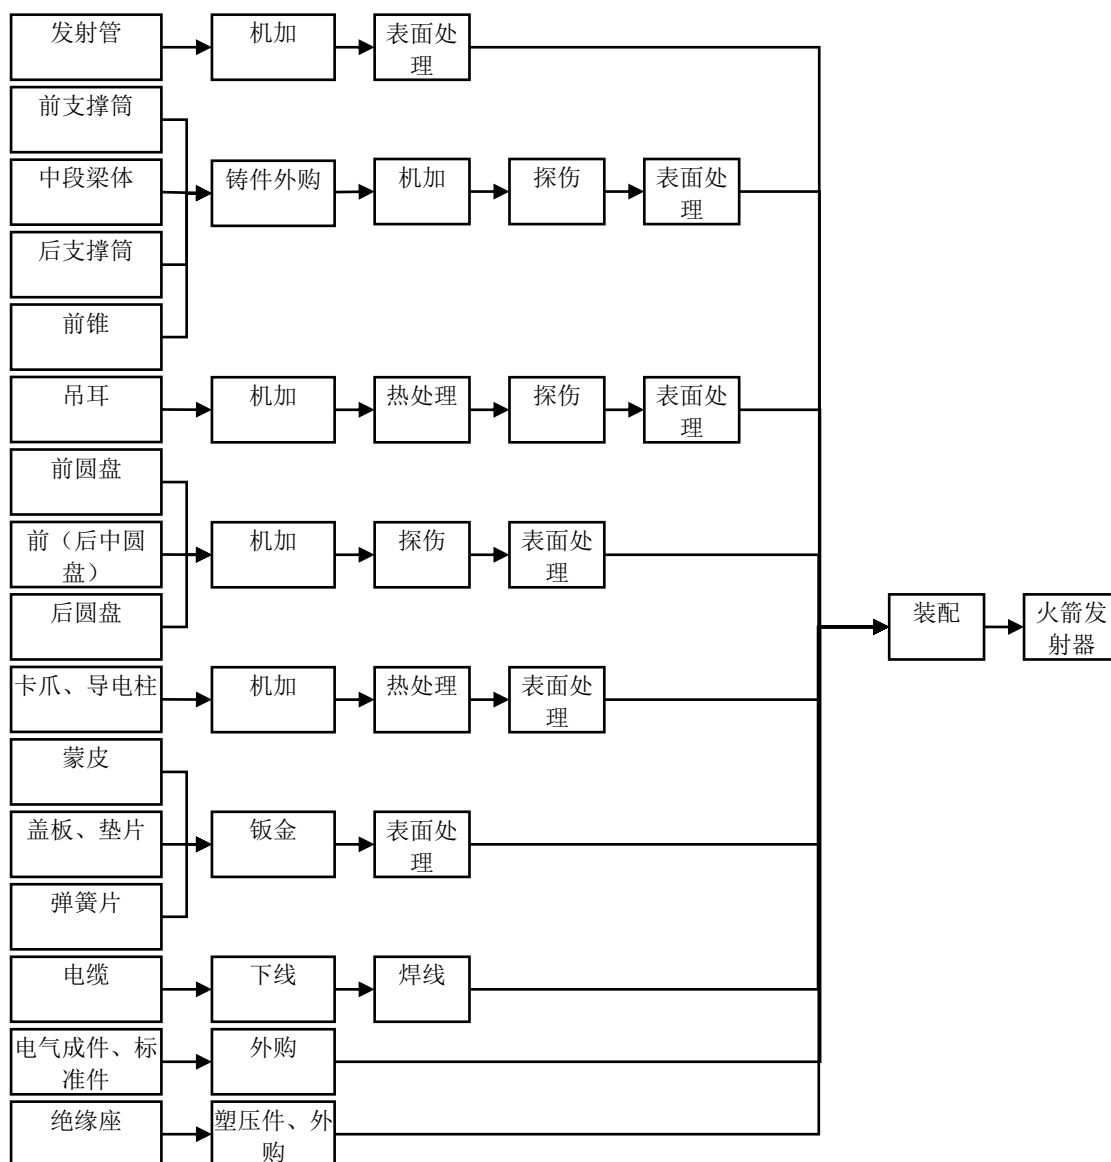 发射管
机加
表面处
理
前支撑筒
中段梁体
铸件外购
机加
探伤
表面处
理
后支撑筒
前锥
吊耳
机加
热处理
探伤
表面处
理
前圆盘
前（后中圆
盘）
机加
探伤
表面处
理
后圆盘
装配
火箭发
射器
卡爪、导电柱
机加
热处理
表面处
理
蒙皮
盖板、垫片
钣金
表面处
理
弹簧片
电缆
下线
焊线
电气成件、标
准件
外购
绝缘座
塑压件、外
购